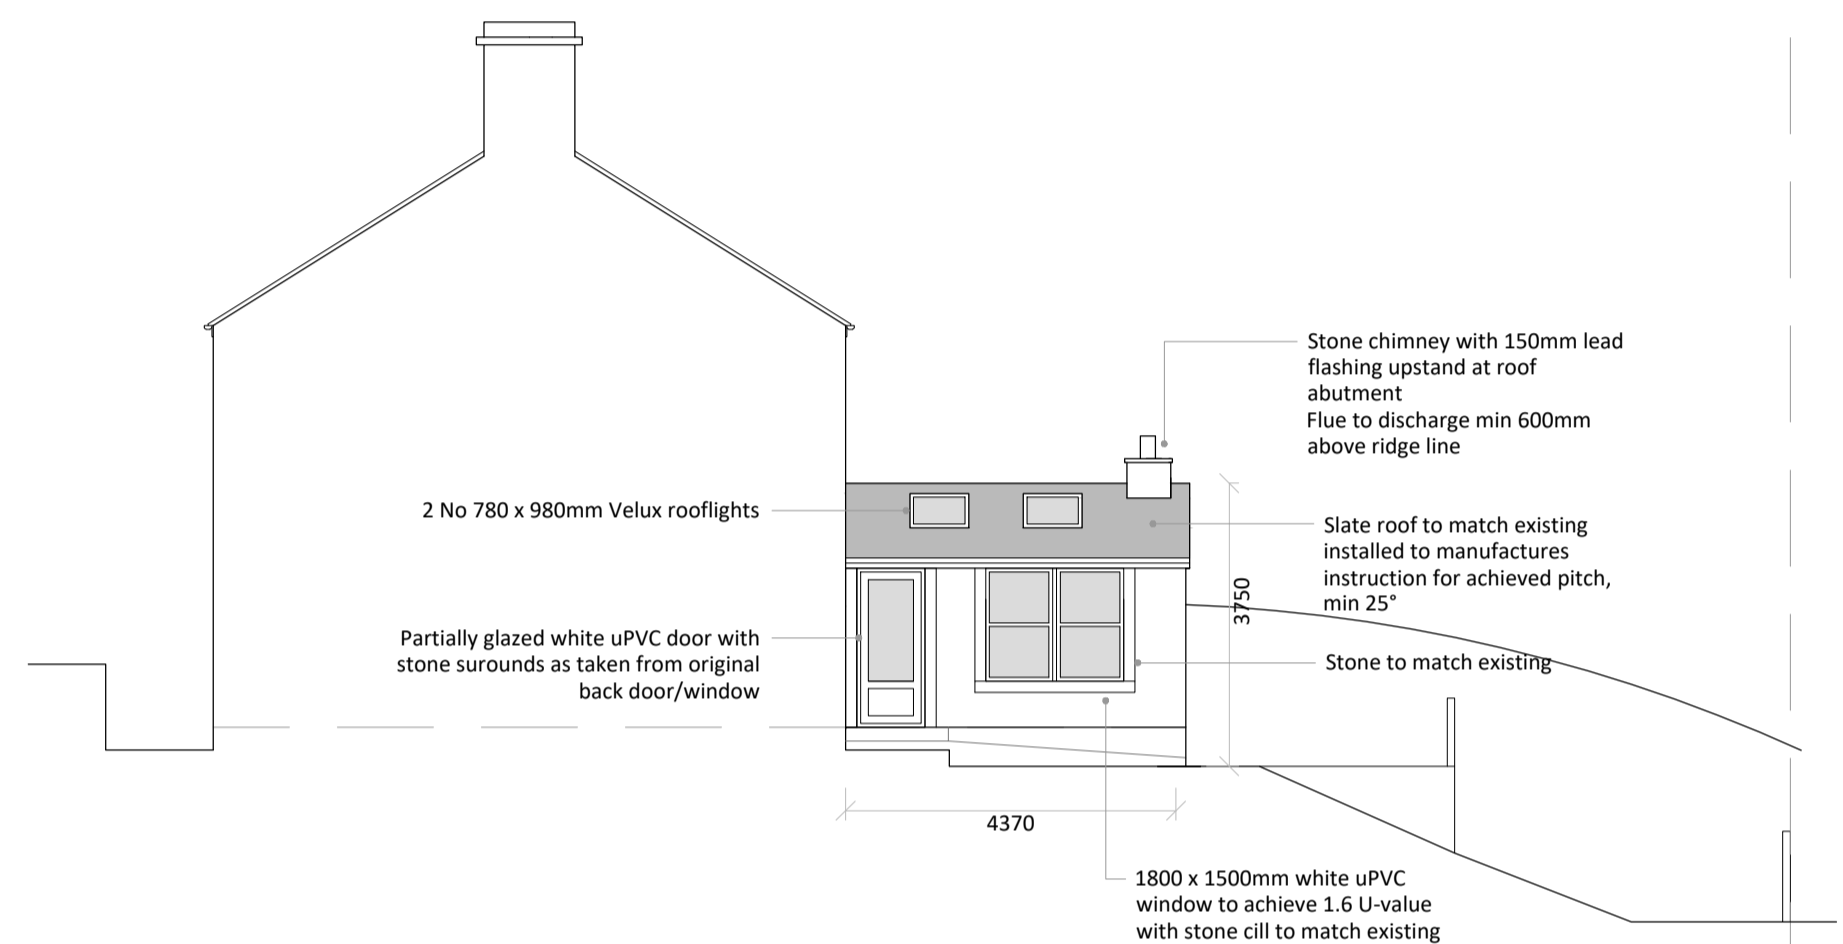 Stone chimney with 150mm lead
flashing upstand at roof
abutment
Flue to discharge min 600mm
above ridge line
2 No 780 x 980mm Velux rooflights
Slate roof to match existing
installed to manufactures
instruction for achieved pitch,
min 25°
3750
Partially glazed white uPVC door with
stone surounds as taken from original
back door/window
Stone to match existing
4370
1800 x 1500mm white uPVC
window to achieve 1.6 U-value
with stone cill to match existing